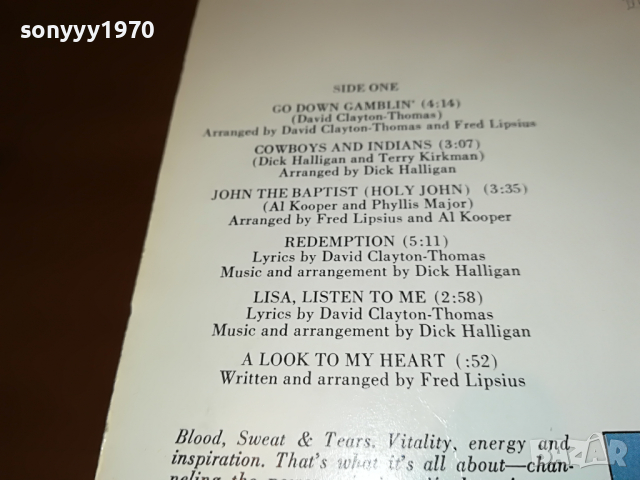 sonyyy1970
SIDE ONE
GO DOWN GAMBLIN' (4:14)
(David Clayton-Thomas)
Arranged by David Clayton-Thomas and Fred Lipsius
COWBOYS AND INDIANS (3:07)
(Dick Halligan and Terry Kirkman)
Arranged by Dick Halligan
JOHN THE BAPTIST (HOLY JOHN) (3:35)
(Al Kooper and Phyllis Major)
Arranged by Fred Lipsius and Al Kooper
REDEMPTION (5:11)
Lyrics by David Clayton-Thomas
Music and arrangement by Dick Halligan
LISA, LISTEN TO ME (2:58)
Lyrics by David Clayton-Thomas
Music and arrangement by Dick Halligan
A LOOK TO MY HEART (:52)
Written and arranged by Fred Lipsius
Blood, Sweat & Tears. Vitality, energy and
inspiration. That's what it's all about—chan-
BAZAR